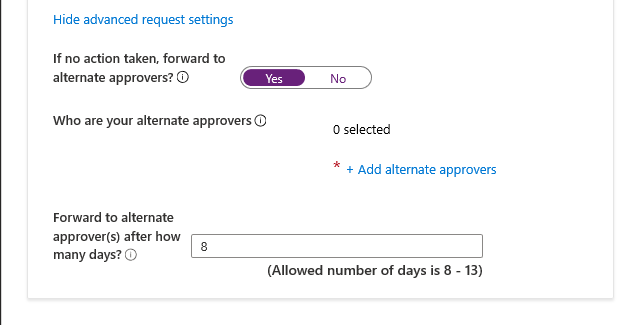 Hide advanced request settings
If no action taken, forward to
alternate approvers?
Yes No
Who are your alternate approvers
0 selected
* + Add alternate approvers
Forward to alternate
approver(s) after how
many days?
8
(Allowed number of days is 8 - 13)